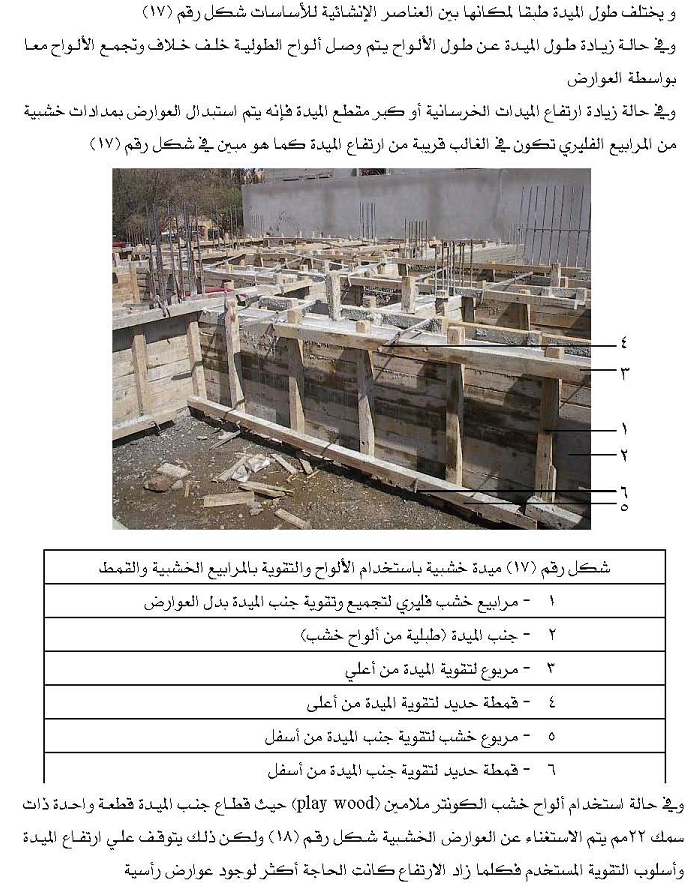 و يختلف طول الميدة طبقا لمكانها بين العناصر الإنشائية للأساسات شكل رقم (١٧)
وفي حالة زيادة طول الميدة عن طول الألواح يتم وصل ألواح الطولية خلف خلاف وتجمع الألواح معا
بواسطة العوارض
وفي حالة زيادة ارتفاع الميدات الخرسانية أو كبر مقطع الميدة فإنه يتم استبدال العوارض بمدادات خشبية
من المرابيع الفليري تكون في الغالب قريبة من ارتفاع الميدة كما هو مبين في شكل رقم (١٧)
٤
٣
١
٢
٦
٥
شكل رقم (١٧) ميدة خشبية باستخدام الألواح والتقوية بالمرابيع الخشبية والقمط
١ - مرابيع خشب فليري لتجميع وتقوية جنب الميدة بدل العوارض
٢ - جنب الميدة (طبلية من ألواح خشب)
٣ - مربوع لتقوية الميدة من أعلي
٤ - قمطة حديد لتقوية الميدة من أعلى
٥ - مربوع خشب لتقوية جنب الميدة من أسفل
٦ - قمطة حديد لتقوية جنب الميدة من أسفل
وفي حالة استخدام ألواح خشب الكونتر ملامين (play wood) حيث قطاع جنب الميدة قطعة واحدة ذات
سمك ٢٢مم يتم الاستغناء عن العوارض الخشبية شكل رقم (١٨) ولكن ذلك يتوقف علي ارتفاع الميدة
وأسلوب التقوية المستخدم فكلما زاد الارتفاع كانت الحاجة أكثر لوجود عوارض رأسية